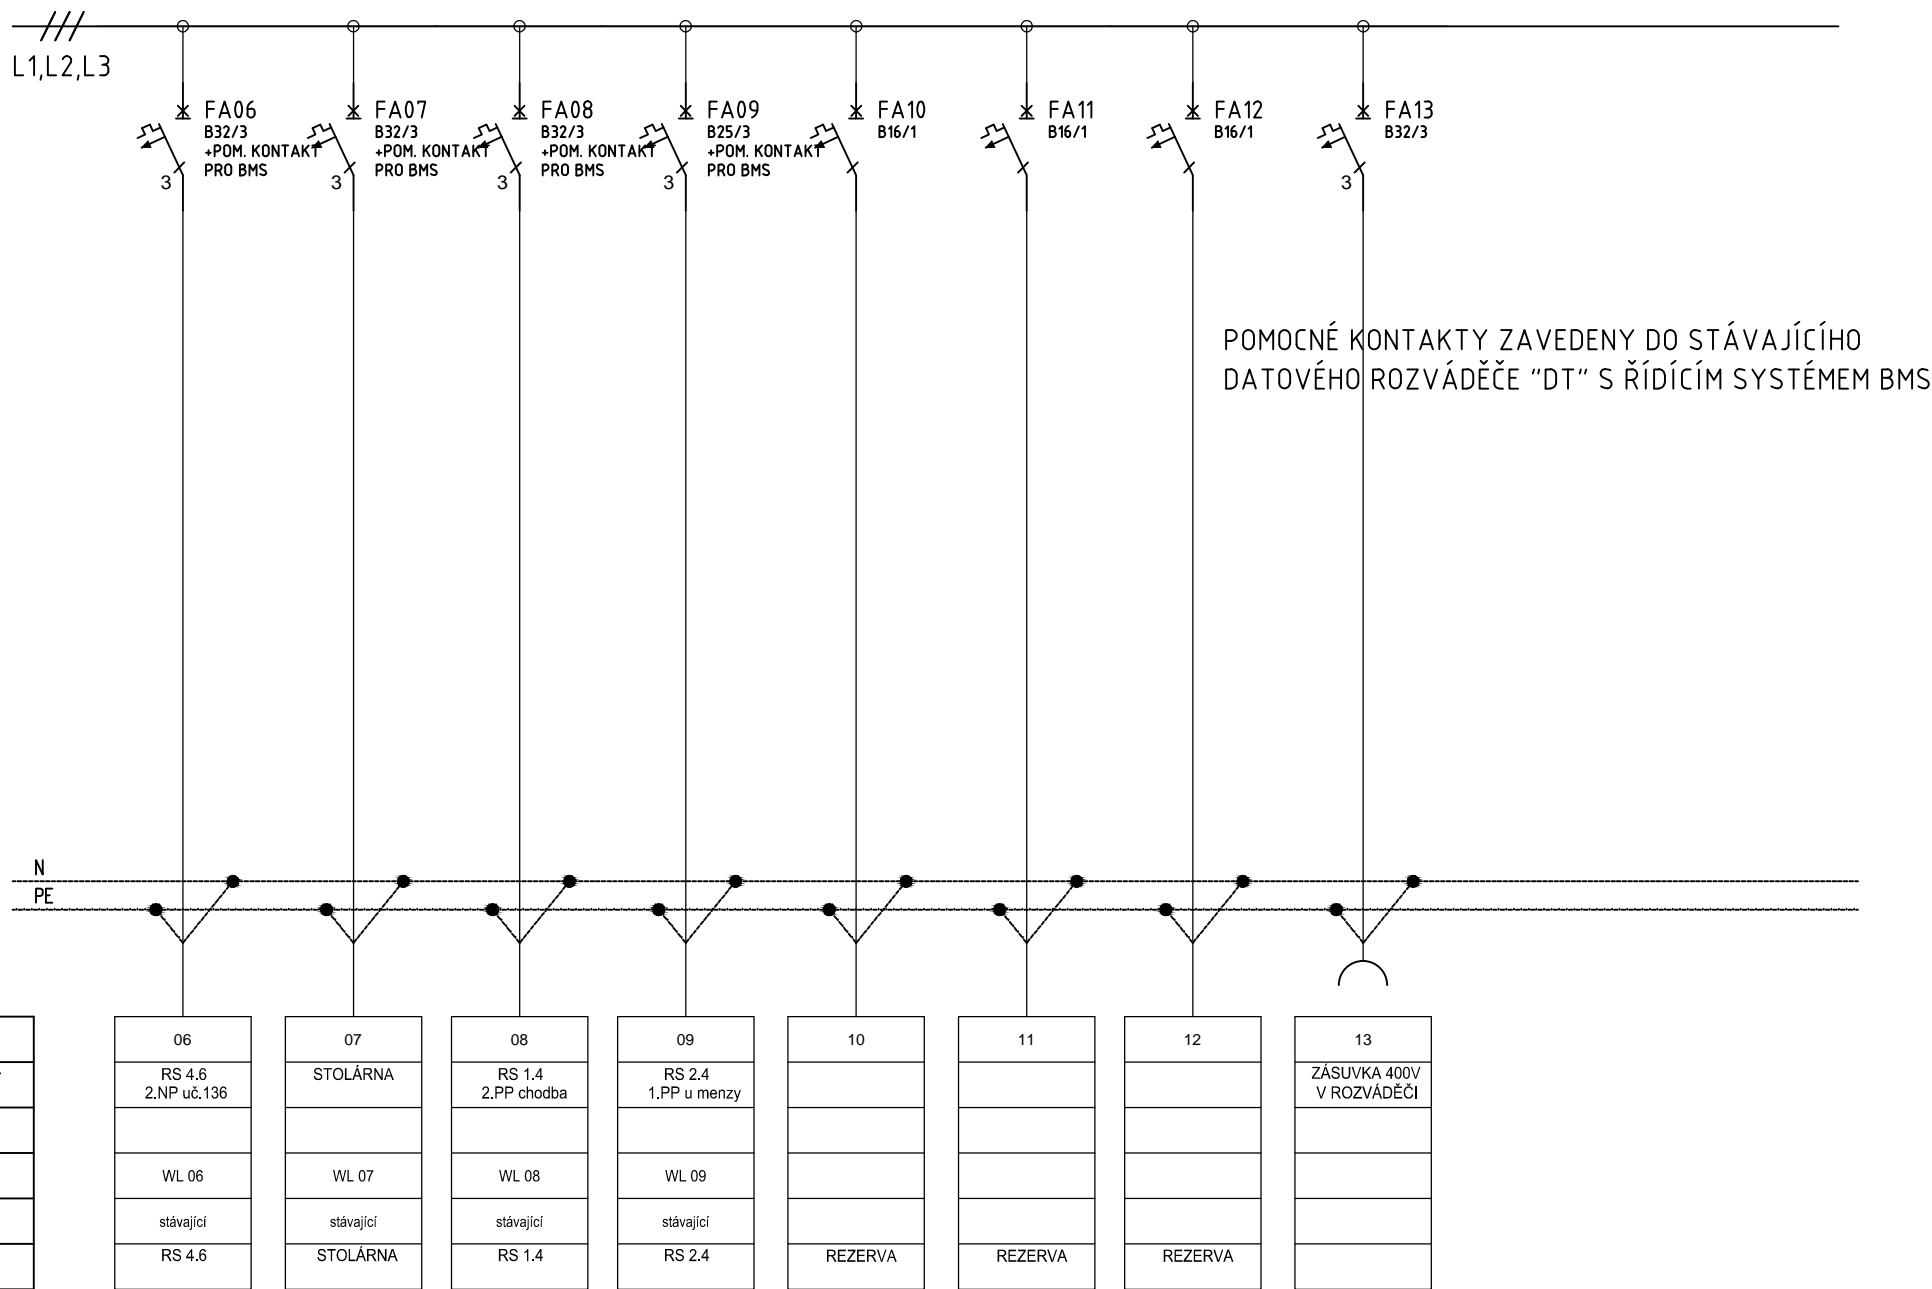 L1,L2,L3
FA06
B32/3
+POM. KONTAKT
PRO BMS
3
FA07
B32/3
+POM. KONTAKT
PRO BMS
3
FA08
B32/3
+POM. KONTAKT
PRO BMS
3
FA09
B25/3
+POM. KONTAKT
PRO BMS
3
FA10
B16/1
FA11
B16/1
FA12
B16/1
FA13
B32/3
3
POMOCNÉ KONTAKTY ZAVEDENY DO STÁVAJÍCÍHO
DATOVÉHO ROZVÁDĚČE "DT" S ŘÍDÍCÍM SYSTÉMEM BMS
N
PE
06
RS 4.6
2.NP uč.136
WL 06
stávající
RS 4.6
07
STOLÁRNA
WL 07
stávající
STOLÁRNA
08
RS 1.4
2.PP chodba
WL 08
stávající
RS 1.4
09
RS 2.4
1.PP u menzy
WL 09
stávající
RS 2.4
10
REZERVA
11
REZERVA
12
REZERVA
13
ZÁSUVKA 400V
V ROZVÁDĚČI